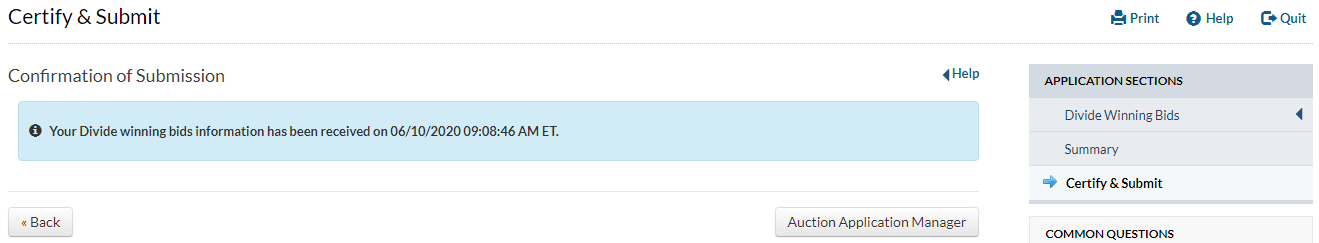 Certify & Submit
Print
Help
Quit
Confirmation of Submission
Help
Your Divide winning bids information has been received on 06/10/2020 09:08:46 AM ET.
« Back
Auction Application Manager
APPLICATION SECTIONS
Divide Winning Bids
Summary
Certify & Submit
COMMON QUESTIONS